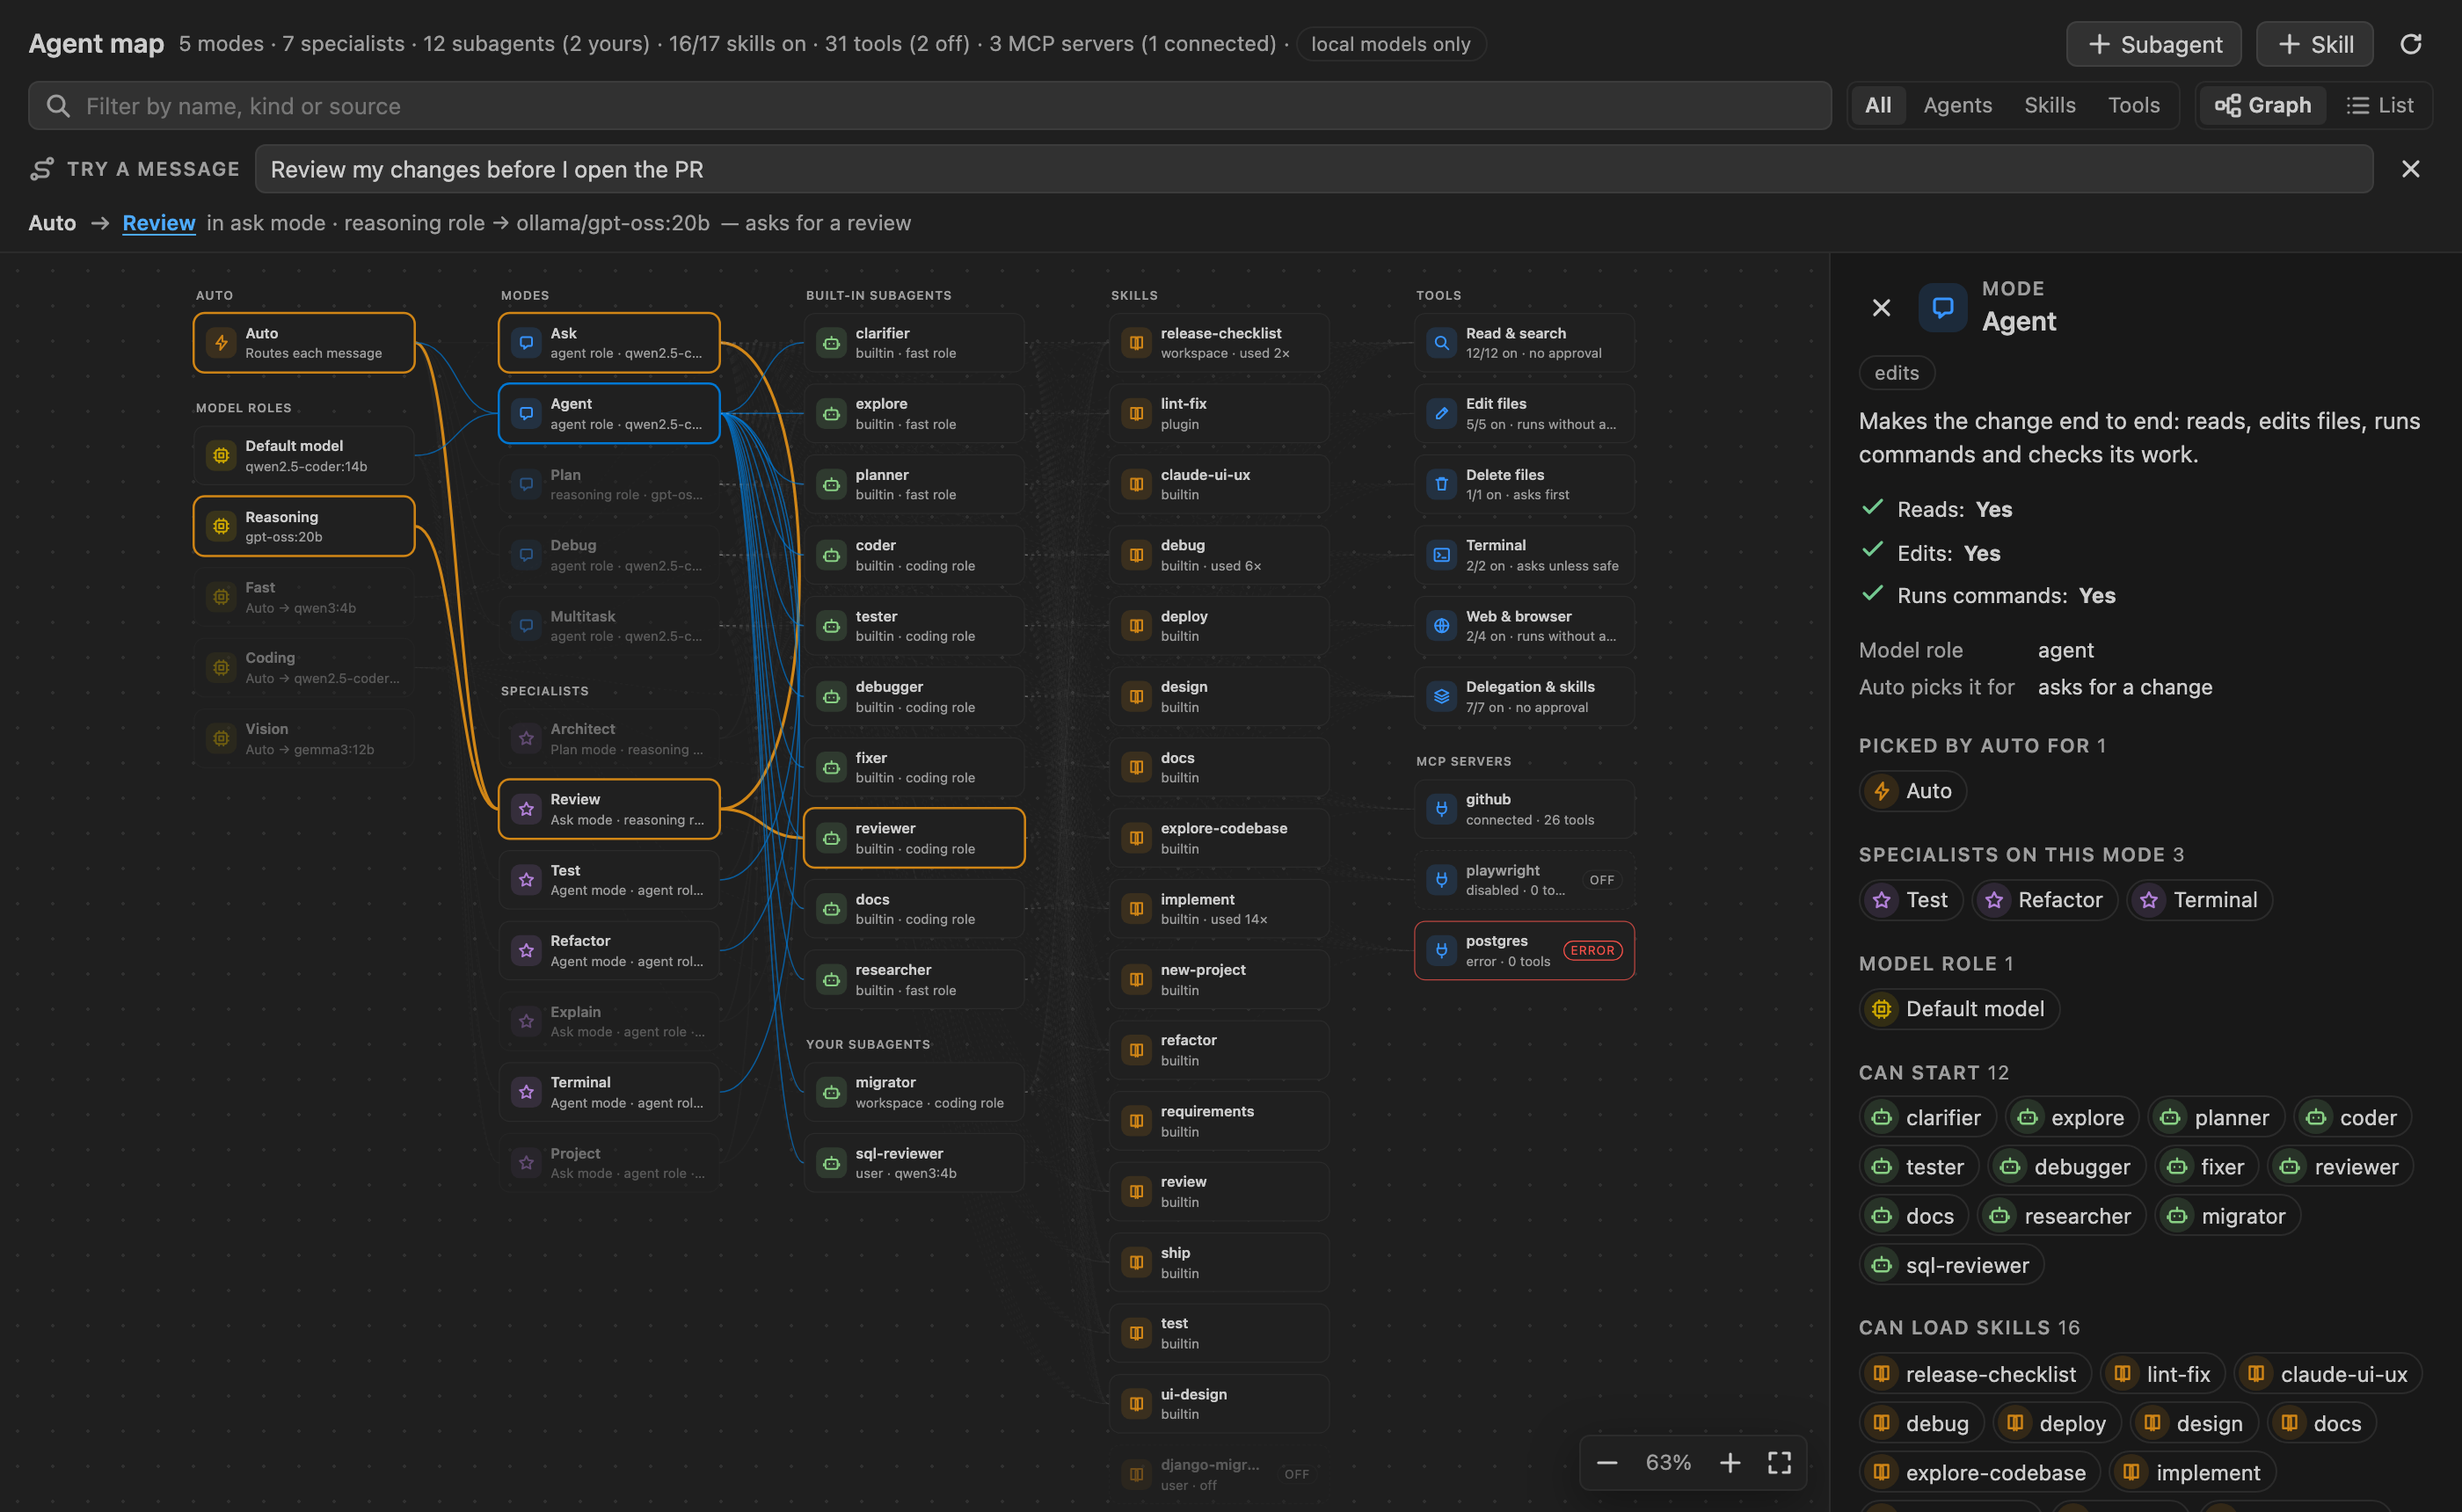 Agent map 5 modes · 7 specialists · 12 subagents (2 yours) · 16/17 skills on · 31 tools (2 off) · 3 MCP servers (1 connected) · local models only
+ Subagent
+ Skill
Filter by name, kind or source
All Agents Skills Tools
Graph List
TRY A MESSAGE Review my changes before I open the PR
Auto → Review in ask mode · reasoning role → ollama/gpt-oss:20b — asks for a review
AUTO
Auto
Routes each message
MODEL ROLES
Default model
qwen2.5-coder:14b
Reasoning
gpt-oss:20b
Fast
Auto → qwen3:4b
Coding
Auto → qwen2.5-coder...
Vision
Auto → gemma3:12b
MODES
Ask
agent role · qwen2.5-c...
Agent
agent role · qwen2.5-c...
Plan
reasoning role · gpt-os...
Debug
agent role · qwen2.5-c...
Multitask
agent role · qwen2.5-c...
SPECIALISTS
Architect
Plan mode · reasoning ...
Review
Ask mode · reasoning r...
Test
Agent mode · agent rol...
Refactor
Agent mode · agent rol...
Explain
Ask mode · agent role ·...
Terminal
Agent mode · agent rol...
Project
Ask mode · agent role ·...
BUILT-IN SUBAGENTS
clarifier
builtin · fast role
explore
builtin · fast role
planner
builtin · fast role
coder
builtin · coding role
tester
builtin · coding role
debugger
builtin · coding role
fixer
builtin · coding role
reviewer
builtin · coding role
docs
builtin · coding role
researcher
builtin · fast role
YOUR SUBAGENTS
migrator
workspace · coding role
sql-reviewer
user · qwen3:4b
SKILLS
release-checklist
workspace · used 2×
lint-fix
plugin
claude-ui-ux
builtin
debug
builtin · used 6×
deploy
builtin
design
builtin
docs
builtin
explore-codebase
builtin
implement
builtin · used 14×
new-project
builtin
refactor
builtin
requirements
builtin
review
builtin
ship
builtin
test
builtin
ui-design
builtin
django-migr... OFF
user · off
TOOLS
Read & search
12/12 on · no approval
Edit files
5/5 on · runs without a...
Delete files
1/1 on · asks first
Terminal
2/2 on · asks unless safe
Web & browser
2/4 on · runs without a...
Delegation & skills
7/7 on · no approval
MCP SERVERS
github
connected · 26 tools
playwright OFF
disabled · 0 to...
postgres ERROR
error · 0 tools
63%
MODE
Agent
edits
Makes the change end to end: reads, edits files, runs
commands and checks its work.
Reads: Yes
Edits: Yes
Runs commands: Yes
Model role agent
Auto picks it for asks for a change
PICKED BY AUTO FOR 1
Auto
SPECIALISTS ON THIS MODE 3
Test Refactor Terminal
MODEL ROLE 1
Default model
CAN START 12
clarifier explore planner coder
tester debugger fixer reviewer
docs researcher migrator
sql-reviewer
CAN LOAD SKILLS 16
release-checklist lint-fix claude-ui-ux
debug deploy design docs
explore-codebase implement